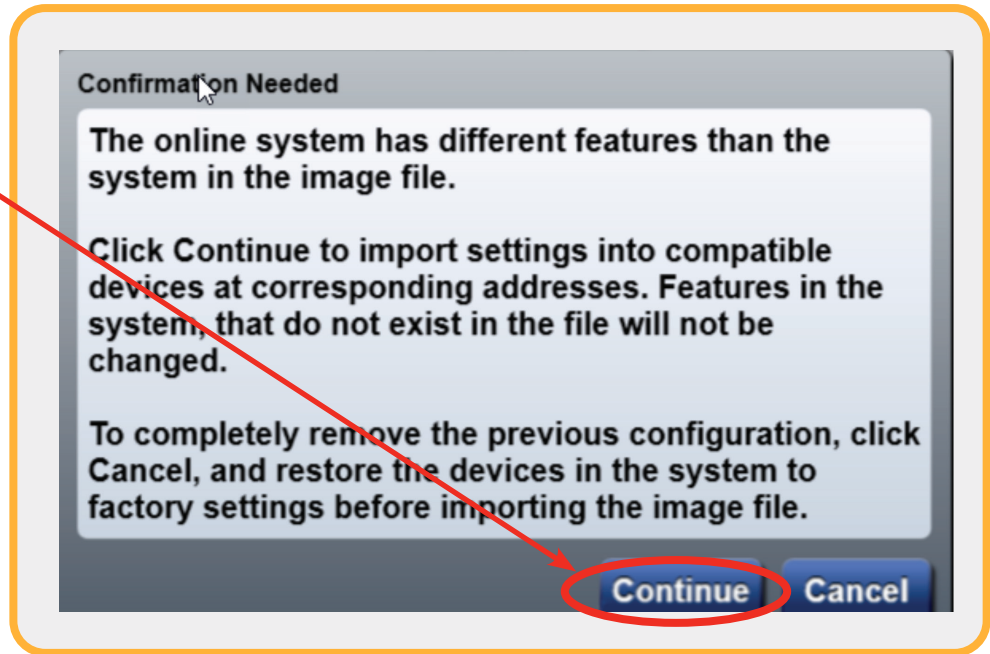 Confirmation Needed
The online system has different features than the
system in the image file.
Click Continue to import settings into compatible
devices at corresponding addresses. Features in the
system, that do not exist in the file will not be
changed.
To completely remove the previous configuration, click
Cancel, and restore the devices in the system to
factory settings before importing the image file.
Continue Cancel